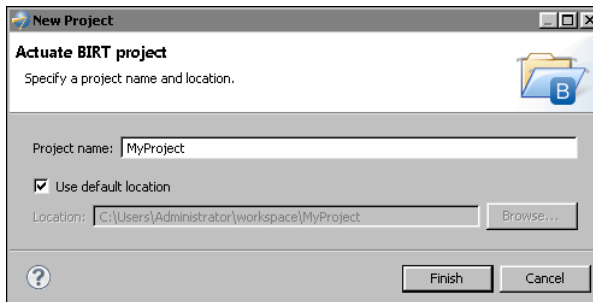 New Project
Actuate BIRT project
Specify a project name and location.
B
Project name: MyProject
Use default location
Location: C:\Users\Administrator\workspace\MyProject Browse...
? Finish Cancel